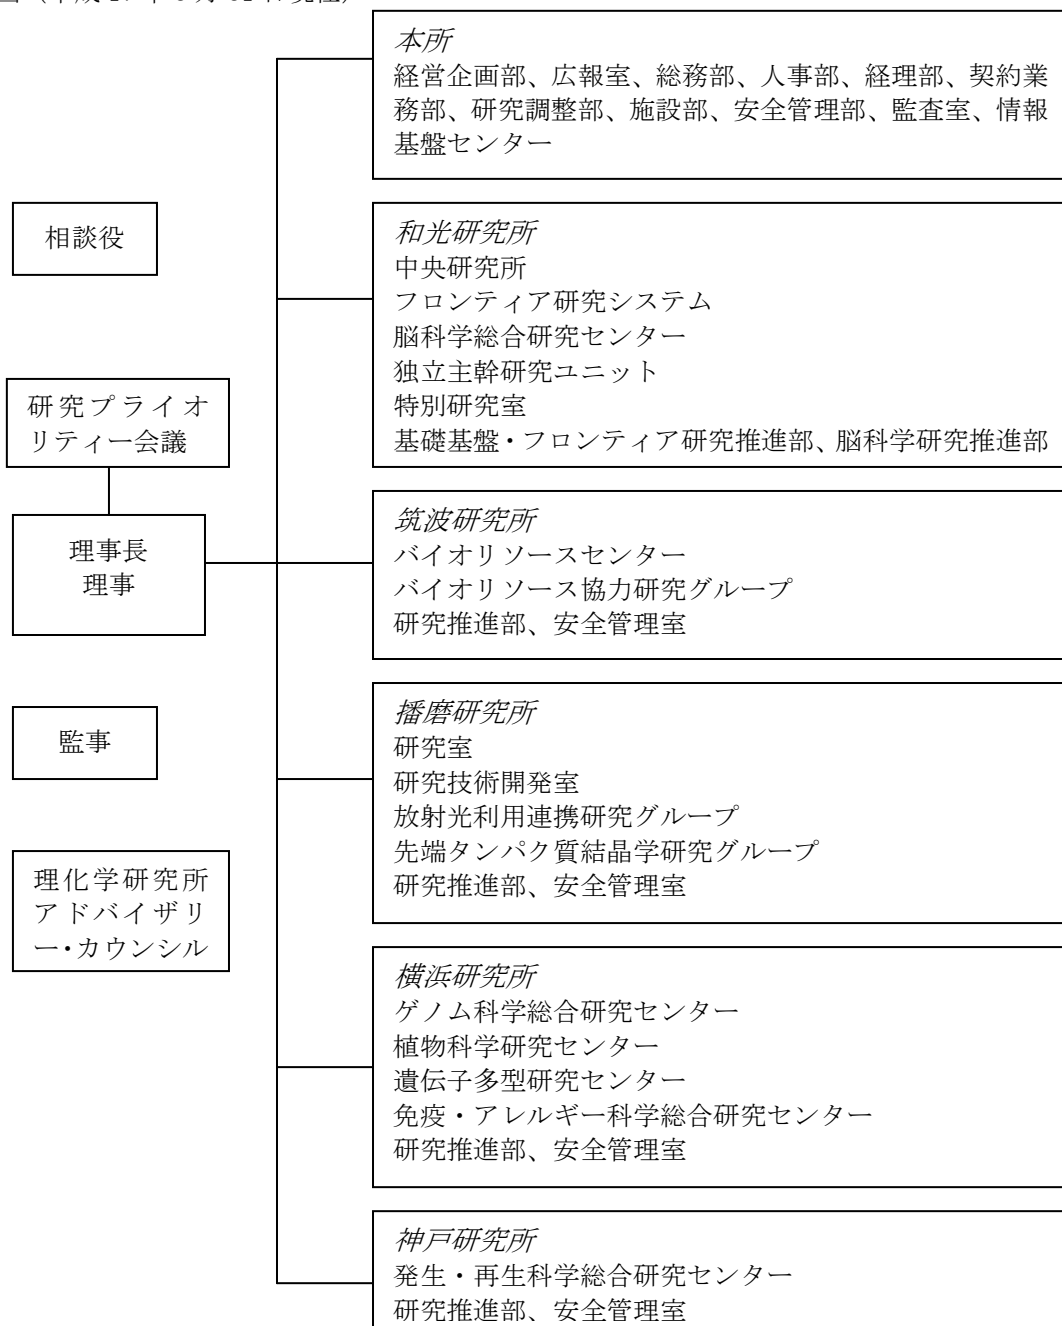 本所
経営企画部、広報室、総務部、人事部、経理部、契約業
務部、研究調整部、施設部、安全管理部、監査室、情報
基盤センター
相談役
和光研究所
中央研究所
フロンティア研究システム
脳科学総合研究センター
独立主幹研究ユニット
特別研究室
基礎基盤・フロンティア研究推進部、脳科学研究推進部
研究プライオ
リティー会議
理事長
理事
筑波研究所
バイオリソースセンター
バイオリソース協力研究グループ
研究推進部、安全管理室
監事
播磨研究所
研究室
研究技術開発室
放射光利用連携研究グループ
先端タンパク質結晶学研究グループ
研究推進部、安全管理室
理化学研究所
アドバイザリ
ー・カウンシル
横浜研究所
ゲノム科学総合研究センター
植物科学研究センター
遺伝子多型研究センター
免疫・アレルギー科学総合研究センター
研究推進部、安全管理室
神戸研究所
発生・再生科学総合研究センター
研究推進部、安全管理室